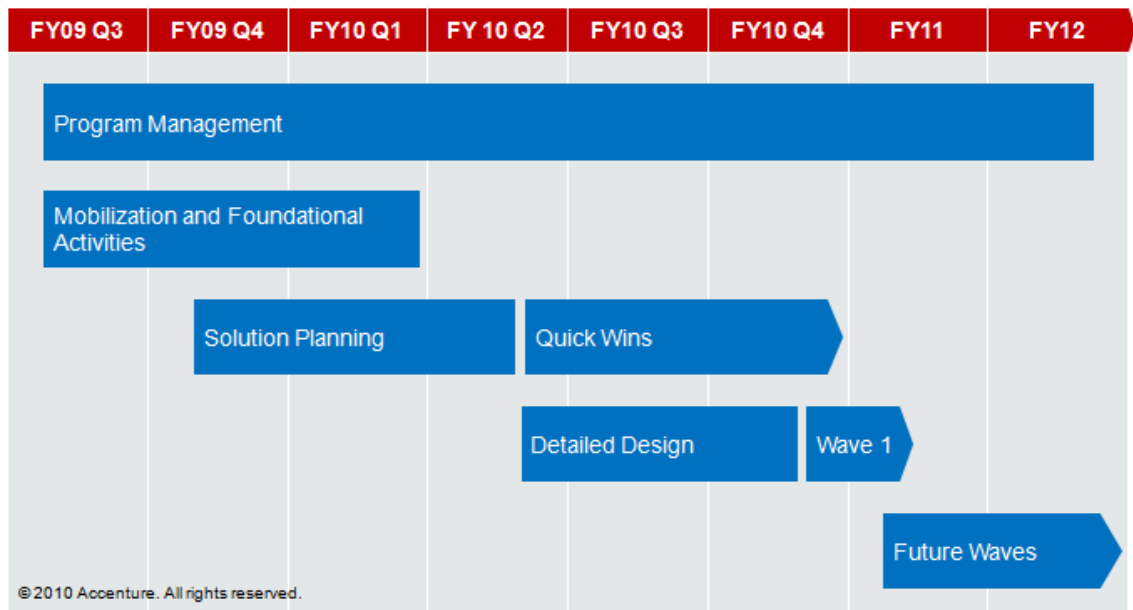 FY09 Q3 FY09 Q4 FY10 Q1 FY 10 Q2 FY10 Q3 FY10 Q4 FY11 FY12
Program Management
Mobilization and Foundational
Activities
Solution Planning Quick Wins
Detailed Design Wave 1
Future Waves
© 2010 Accenture. All rights reserved.